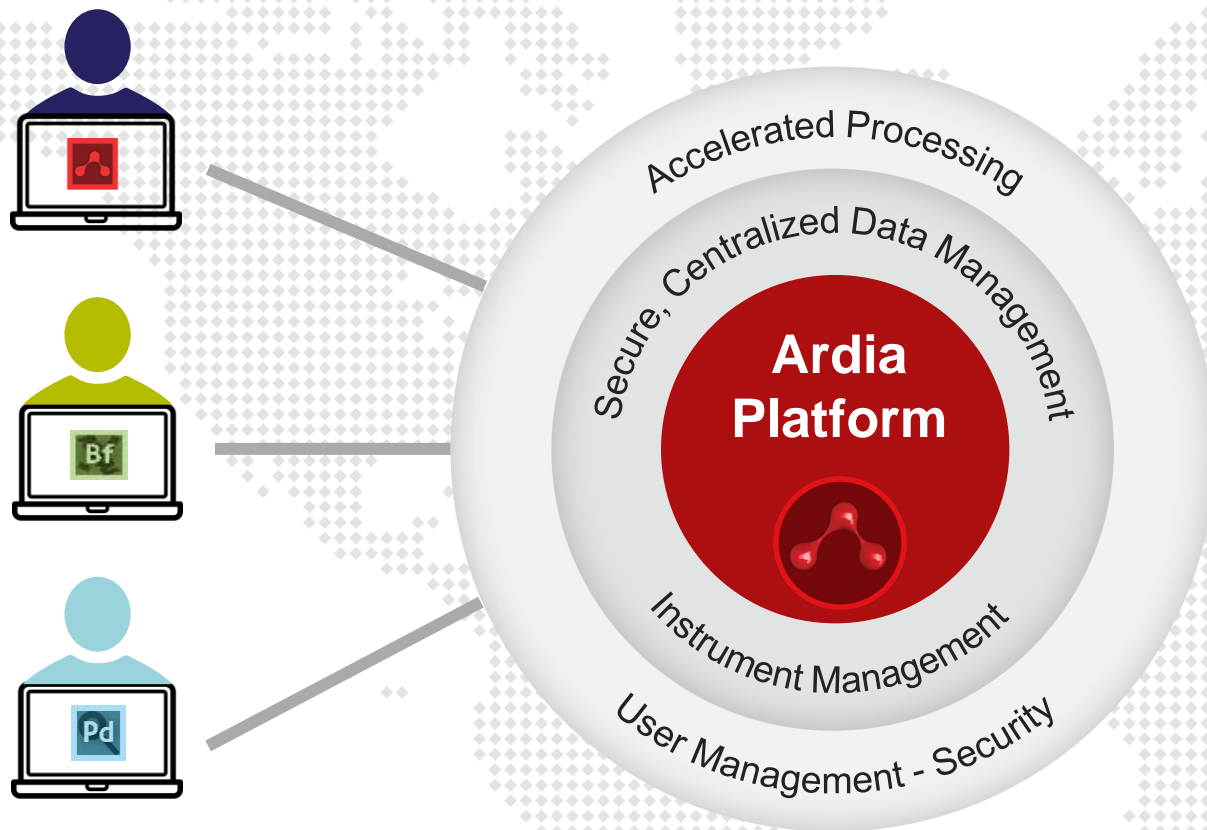 Accelerated Processing
Secure, Centralized Data Management
Ardia
Platform
Instrument Management
User Management - Security
Bf
Pd